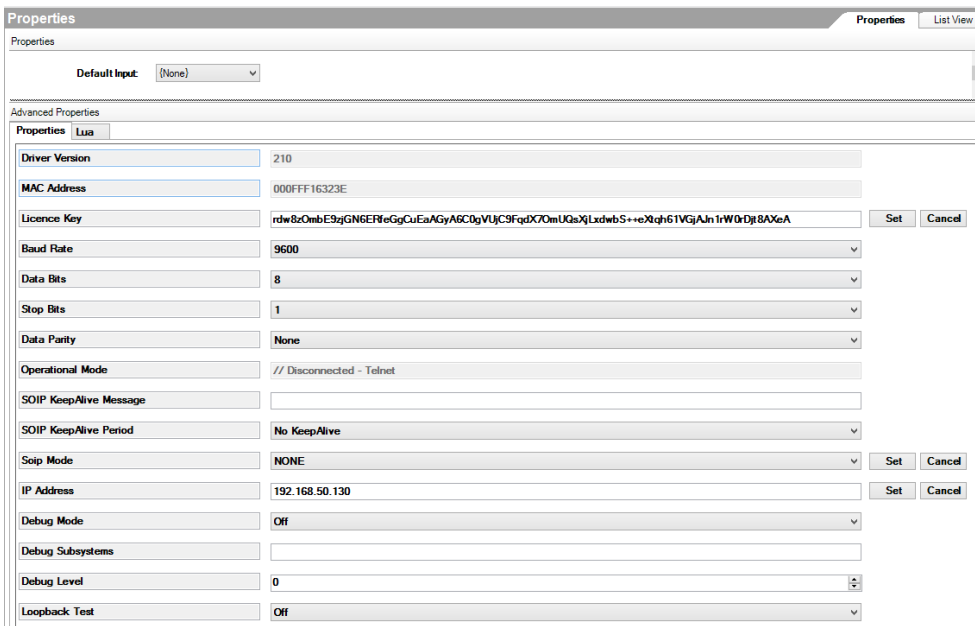 Properties
Properties List View
Properties
Default Input: {None}
Advanced Properties
Properties Lua
Driver Version 210
MAC Address 000FFF16323E
Licence Key rdw8zOmbE9zjGN6ERfeGgCuEaAGyA6C0gVUjC9FqdX7OmUQsXjLxdwbS++eXtqh61VGjAJn1rW0rDjt8AXeA Set Cancel
Baud Rate 9600
Data Bits 8
Stop Bits 1
Data Parity None
Operational Mode // Disconnected - Telnet
SOIP KeepAlive Message
SOIP KeepAlive Period No KeepAlive
Soip Mode NONE Set Cancel
IP Address 192.168.50.130 Set Cancel
Debug Mode Off
Debug Subsystems
Debug Level 0
Loopback Test Off